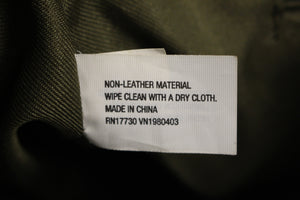 NON-LEATHER MATERIAL
WIPE CLEAN WITH A DRY CLOTH.
MADE IN CHINA
RN17730 VN1980403